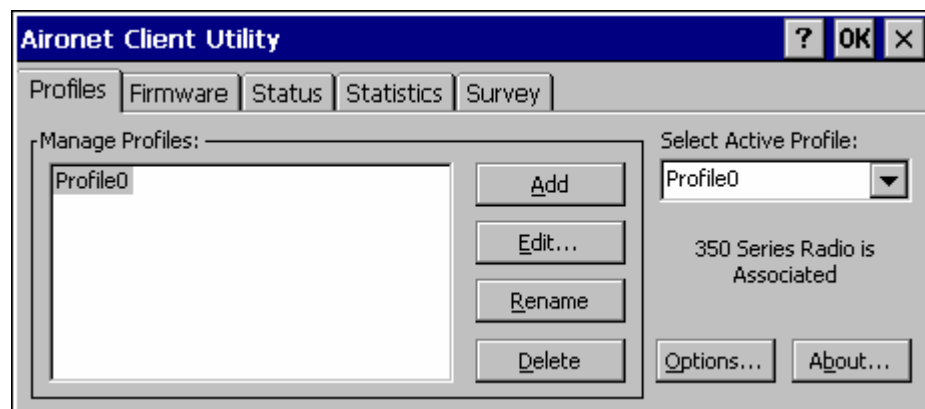 Aironet Client Utility ? OK ×
Profiles Firmware Status Statistics Survey
Manage Profiles:
Profile0
Add
Edit...
Rename
Delete
Select Active Profile:
Profile0
350 Series Radio is
Associated
Options... About...